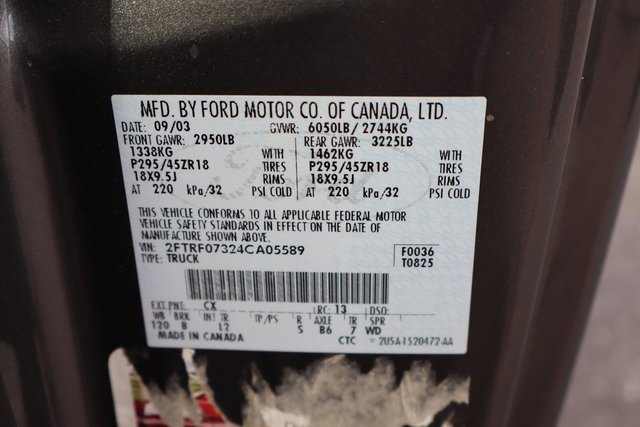 MFD. BY FORD MOTOR CO. OF CANADA, LTD.
DATE: 09/03 GVWR: 6050LB/ 2744KG
FRONT GAWR: 2950LB REAR GAWR: 3225LB
1338KG WITH 1462KG WITH
P295/45ZR18 TIRES P295/45ZR18 TIRES
18X9.5J RIMS 18X9.5J RIMS
AT 220 kPa/32 PSI COLD AT 220 kPa/32 PSI COLD
THIS VEHICLE CONFORMS TO ALL APPLICABLE FEDERAL MOTOR
VEHICLE SAFETY STANDARDS IN EFFECT ON THE DATE OF
MANUFACTURE SHOWN ABOVE.
VIN: 2FTRF07324CA05589 F0036
TYPE: TRUCK T0825
EXT PNT: CX RC: 13 DSO:
WB BRK INT TR TP/PS R AXLE TR SPR
120 B L2 5 B6 7 WD
MADE IN CANADA CTC 2U5A-1520472-AA